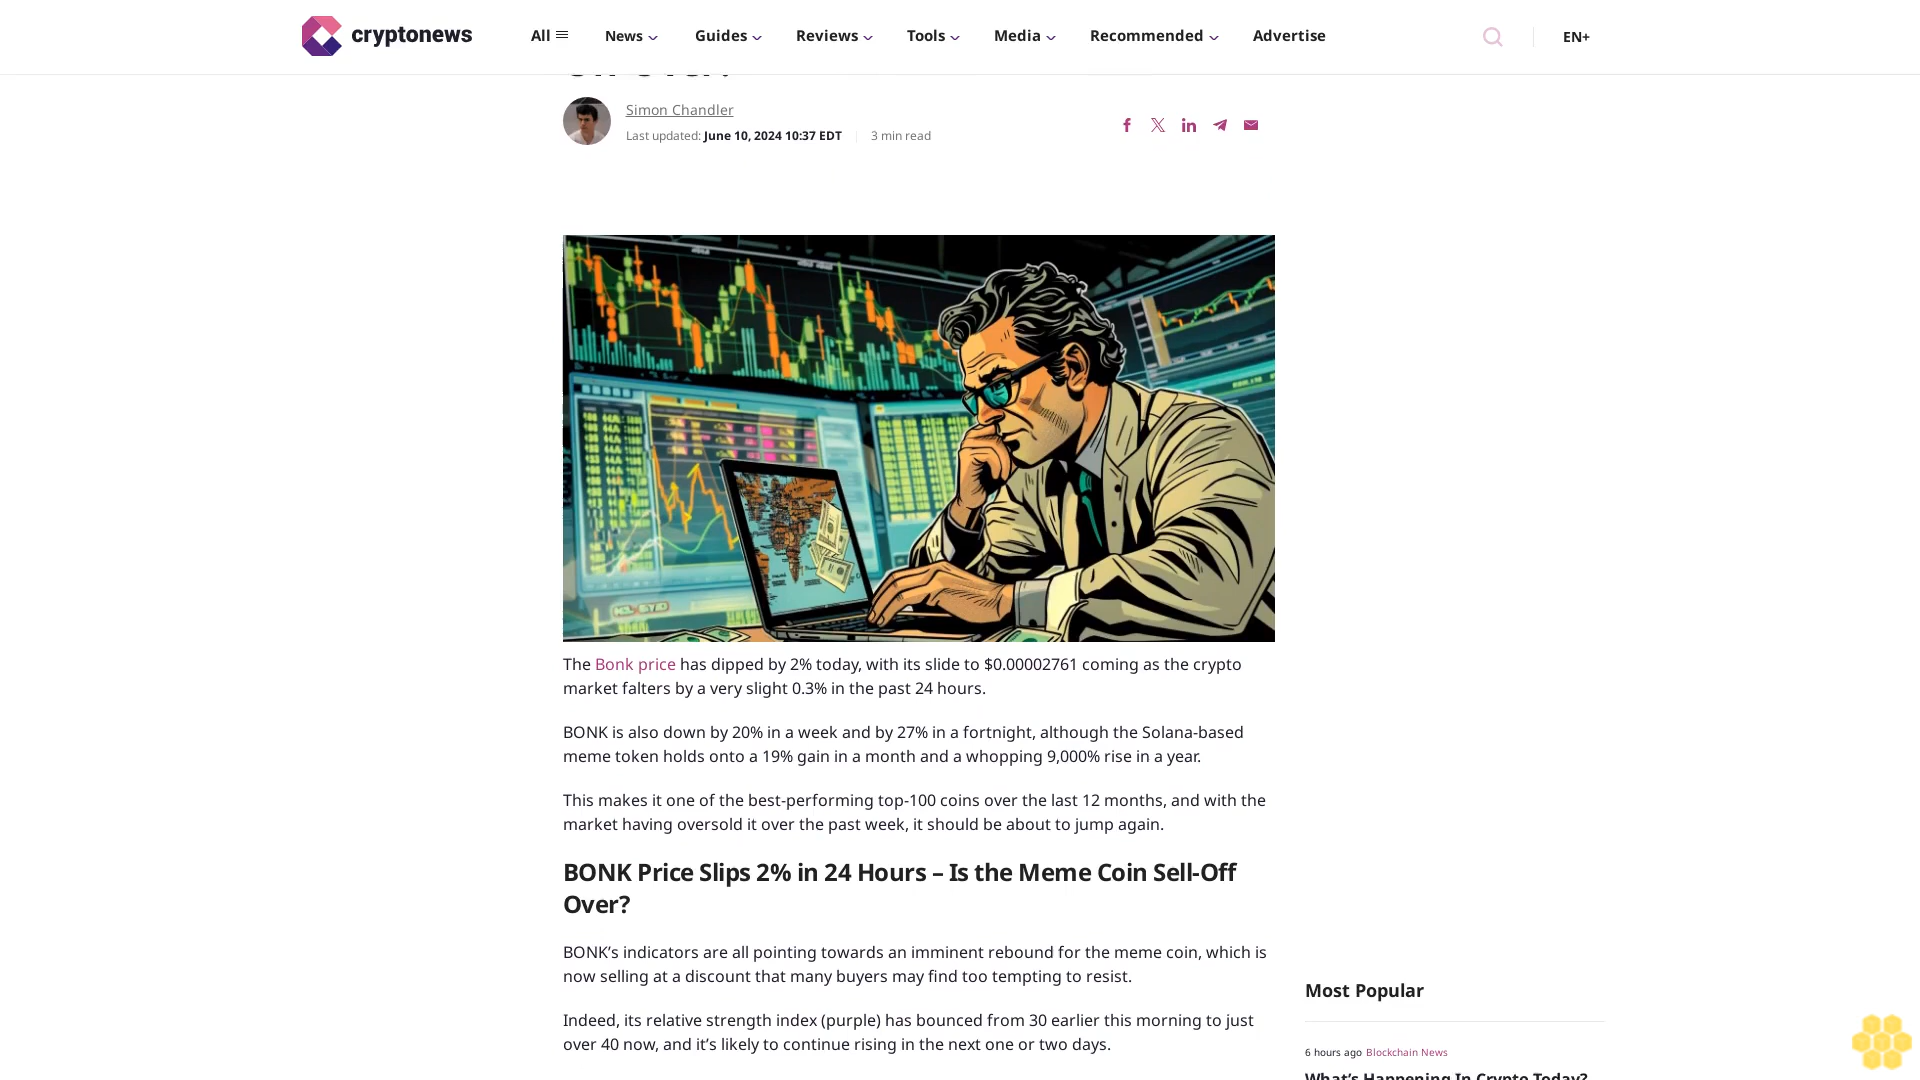 cryptonews
All
News
Guides
Reviews
Tools
Media
Recommended
Advertise
EN+
Simon Chandler
Last updated: June 10, 2024 10:37 EDT
3 min read
The Bonk price has dipped by 2% today, with its slide to $0.00002761 coming as the crypto
market falters by a very slight 0.3% in the past 24 hours.
BONK is also down by 20% in a week and by 27% in a fortnight, although the Solana-based
meme token holds onto a 19% gain in a month and a whopping 9,000% rise in a year.
This makes it one of the best-performing top-100 coins over the last 12 months, and with the
market having oversold it over the past week, it should be about to jump again.
BONK Price Slips 2% in 24 Hours – Is the Meme Coin Sell-Off
Over?
BONK’s indicators are all pointing towards an imminent rebound for the meme coin, which is
now selling at a discount that many buyers may find too tempting to resist.
Indeed, its relative strength index (purple) has bounced from 30 earlier this morning to just
over 40 now, and it’s likely to continue rising in the next one or two days.
Most Popular
6 hours ago Blockchain News
What’s Happening In Crypto Today?